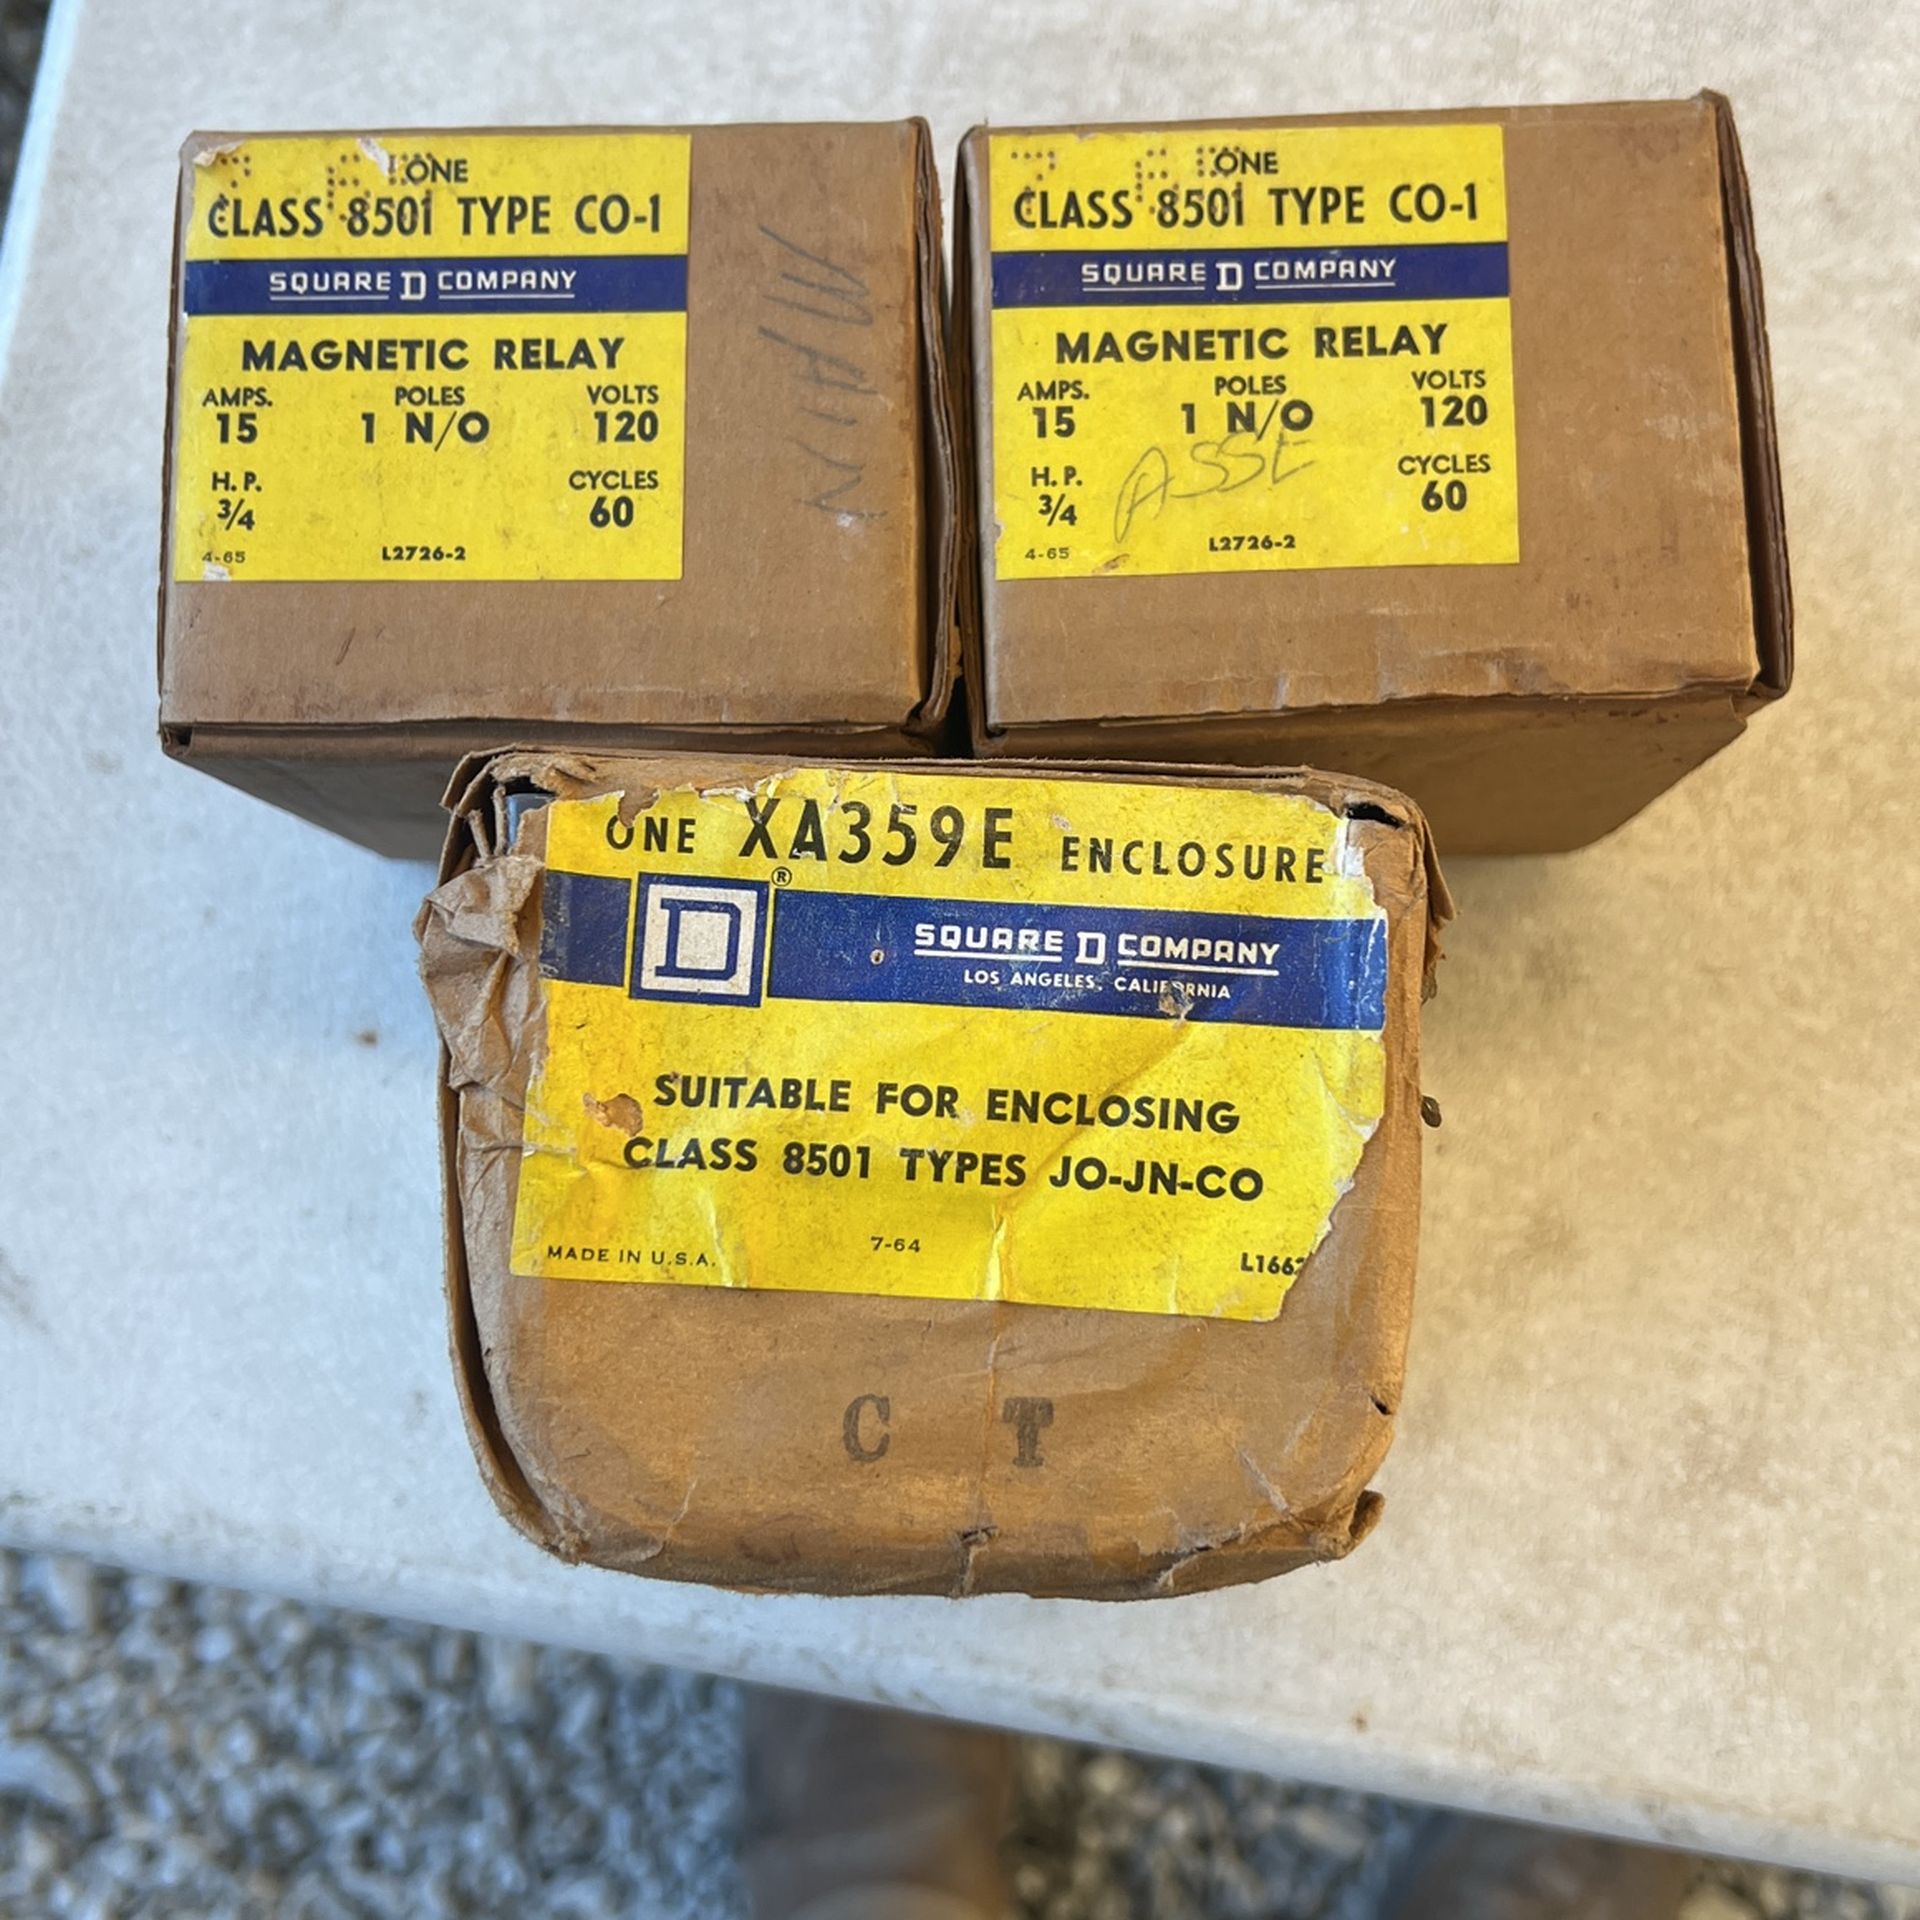 ONE
CLASS 8501 TYPE CO-1
SQUARE D COMPANY
MAGNETIC RELAY
AMPS. POLES VOLTS
15 1 N/O 120
H.P. CYCLES
3/4 60
4-65 L2726-2
MAIN
ONE
CLASS 8501 TYPE CO-1
SQUARE D COMPANY
MAGNETIC RELAY
AMPS. POLES VOLTS
15 1 N/O 120
H.P. CYCLES
3/4 60
4-65 L2726-2
ONE XA359E ENCLOSURE
D ®
SQUARE D COMPANY
LOS ANGELES, CALIFORNIA
SUITABLE FOR ENCLOSING
CLASS 8501 TYPES JO-JN-CO
MADE IN U.S.A. 7-64
C T